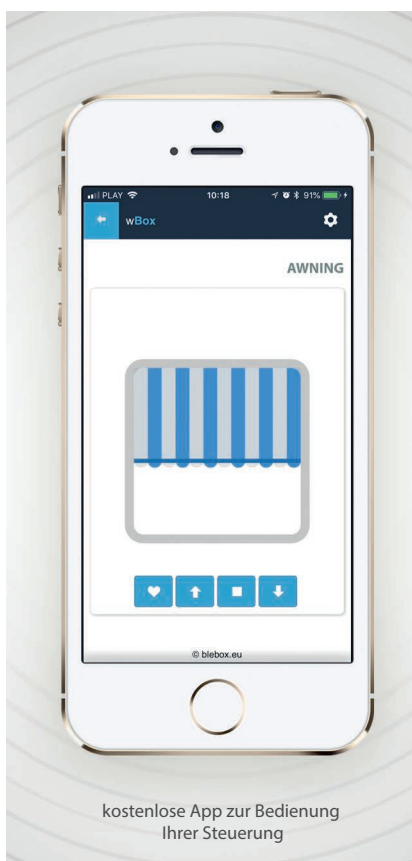 PLAY 10:18 91%
wBox
AWNING
© blebox.eu
kostenlose App zur Bedienung
Ihrer Steuerung